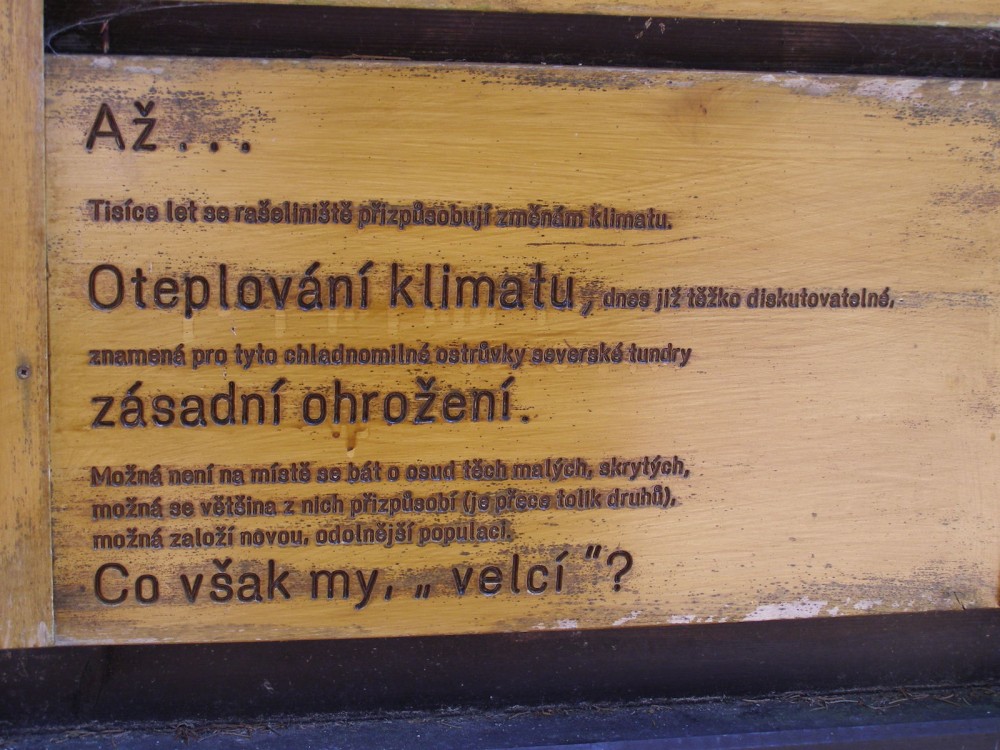 Až . . .
Tisíce let se rašeliniště přizpůsobují změnám klimatu.
Oteplování klimatu, dnes již těžko diskutovatelné,
znamená pro tyto chladnomilné ostrůvky severské tundry
zásadní ohrožení.
Možná není na místě se bát o osud těch malých, skrytých,
možná se většina z nich přizpůsobí (je přece tolik druhů),
možná založí novou, odolnější populaci.
Co však my, „ velcí “?